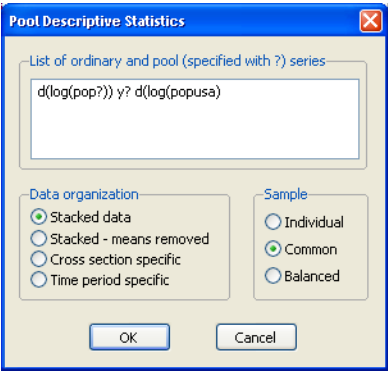 Pool Descriptive Statistics
List of ordinary and pool (specified with ?) series
d(log(pop?)) y? d(log(popusa)
Data organization
Stacked data
Stacked - means removed
Cross section specific
Time period specific
Sample
Individual
Common
Balanced
OK
Cancel